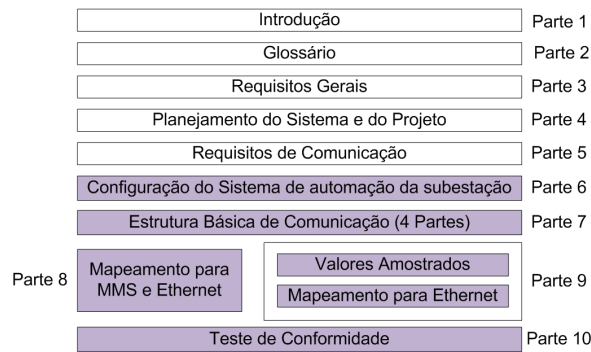 Introdução Parte 1
Glossário Parte 2
Requisitos Gerais Parte 3
Planejamento do Sistema e do Projeto Parte 4
Requisitos de Comunicação Parte 5
Configuração do Sistema de automação da subestação Parte 6
Estrutura Básica de Comunicação (4 Partes) Parte 7
Parte 8
Mapeamento para
MMS e Ethernet
Valores Amostrados
Mapeamento para Ethernet
Parte 9
Teste de Conformidade Parte 10